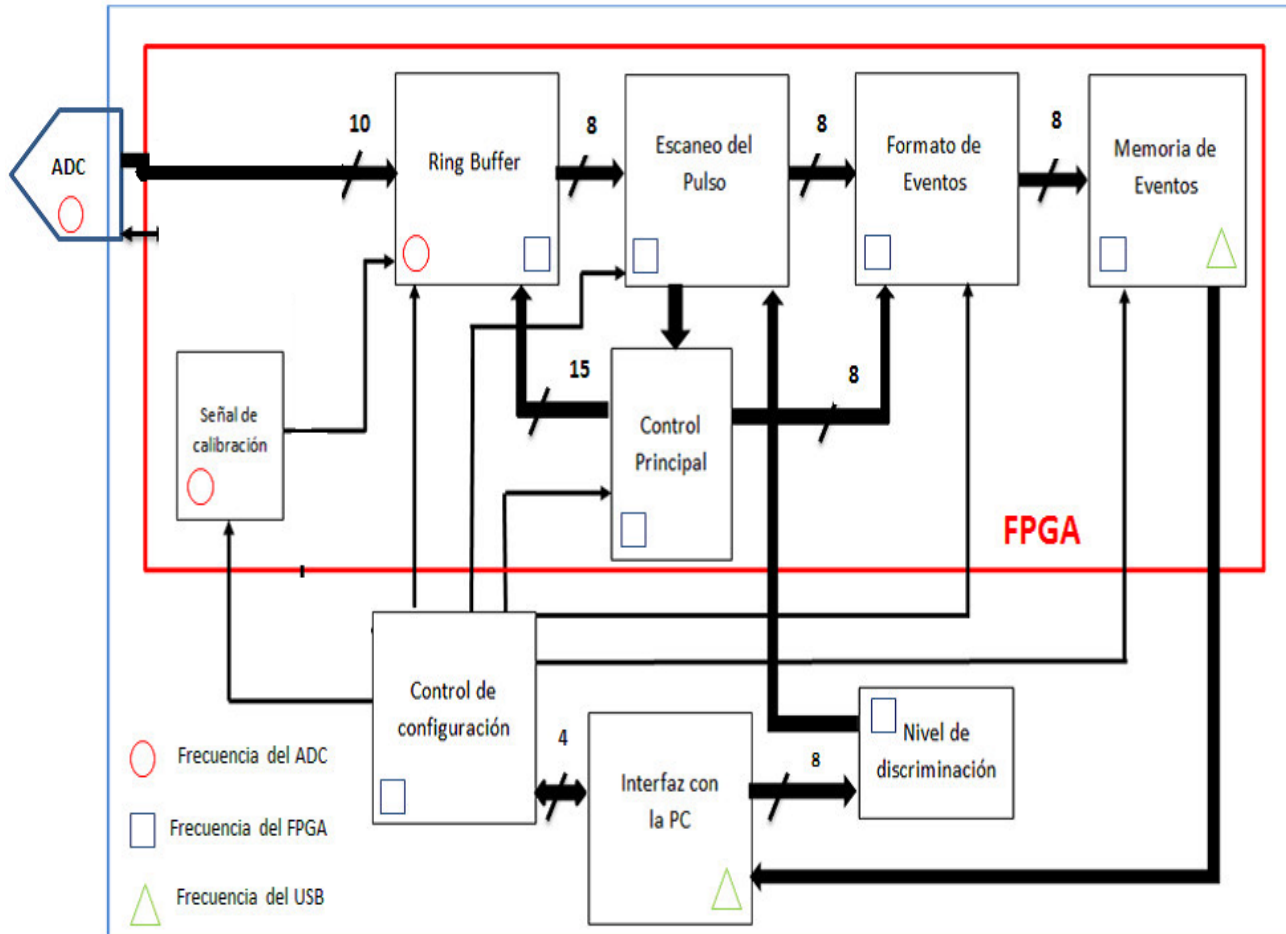 10
8
8
8
ADC
Ring Buffer
Escaneo del
Pulso
Formato de
Eventos
Memoria de
Eventos
15
8
Señal de
calibración
Control
Principal
FPGA
Control de
configuración
4
Interfaz con
la PC
8
Nivel de
discriminación
Frecuencia del ADC
Frecuencia del FPGA
Frecuencia del USB